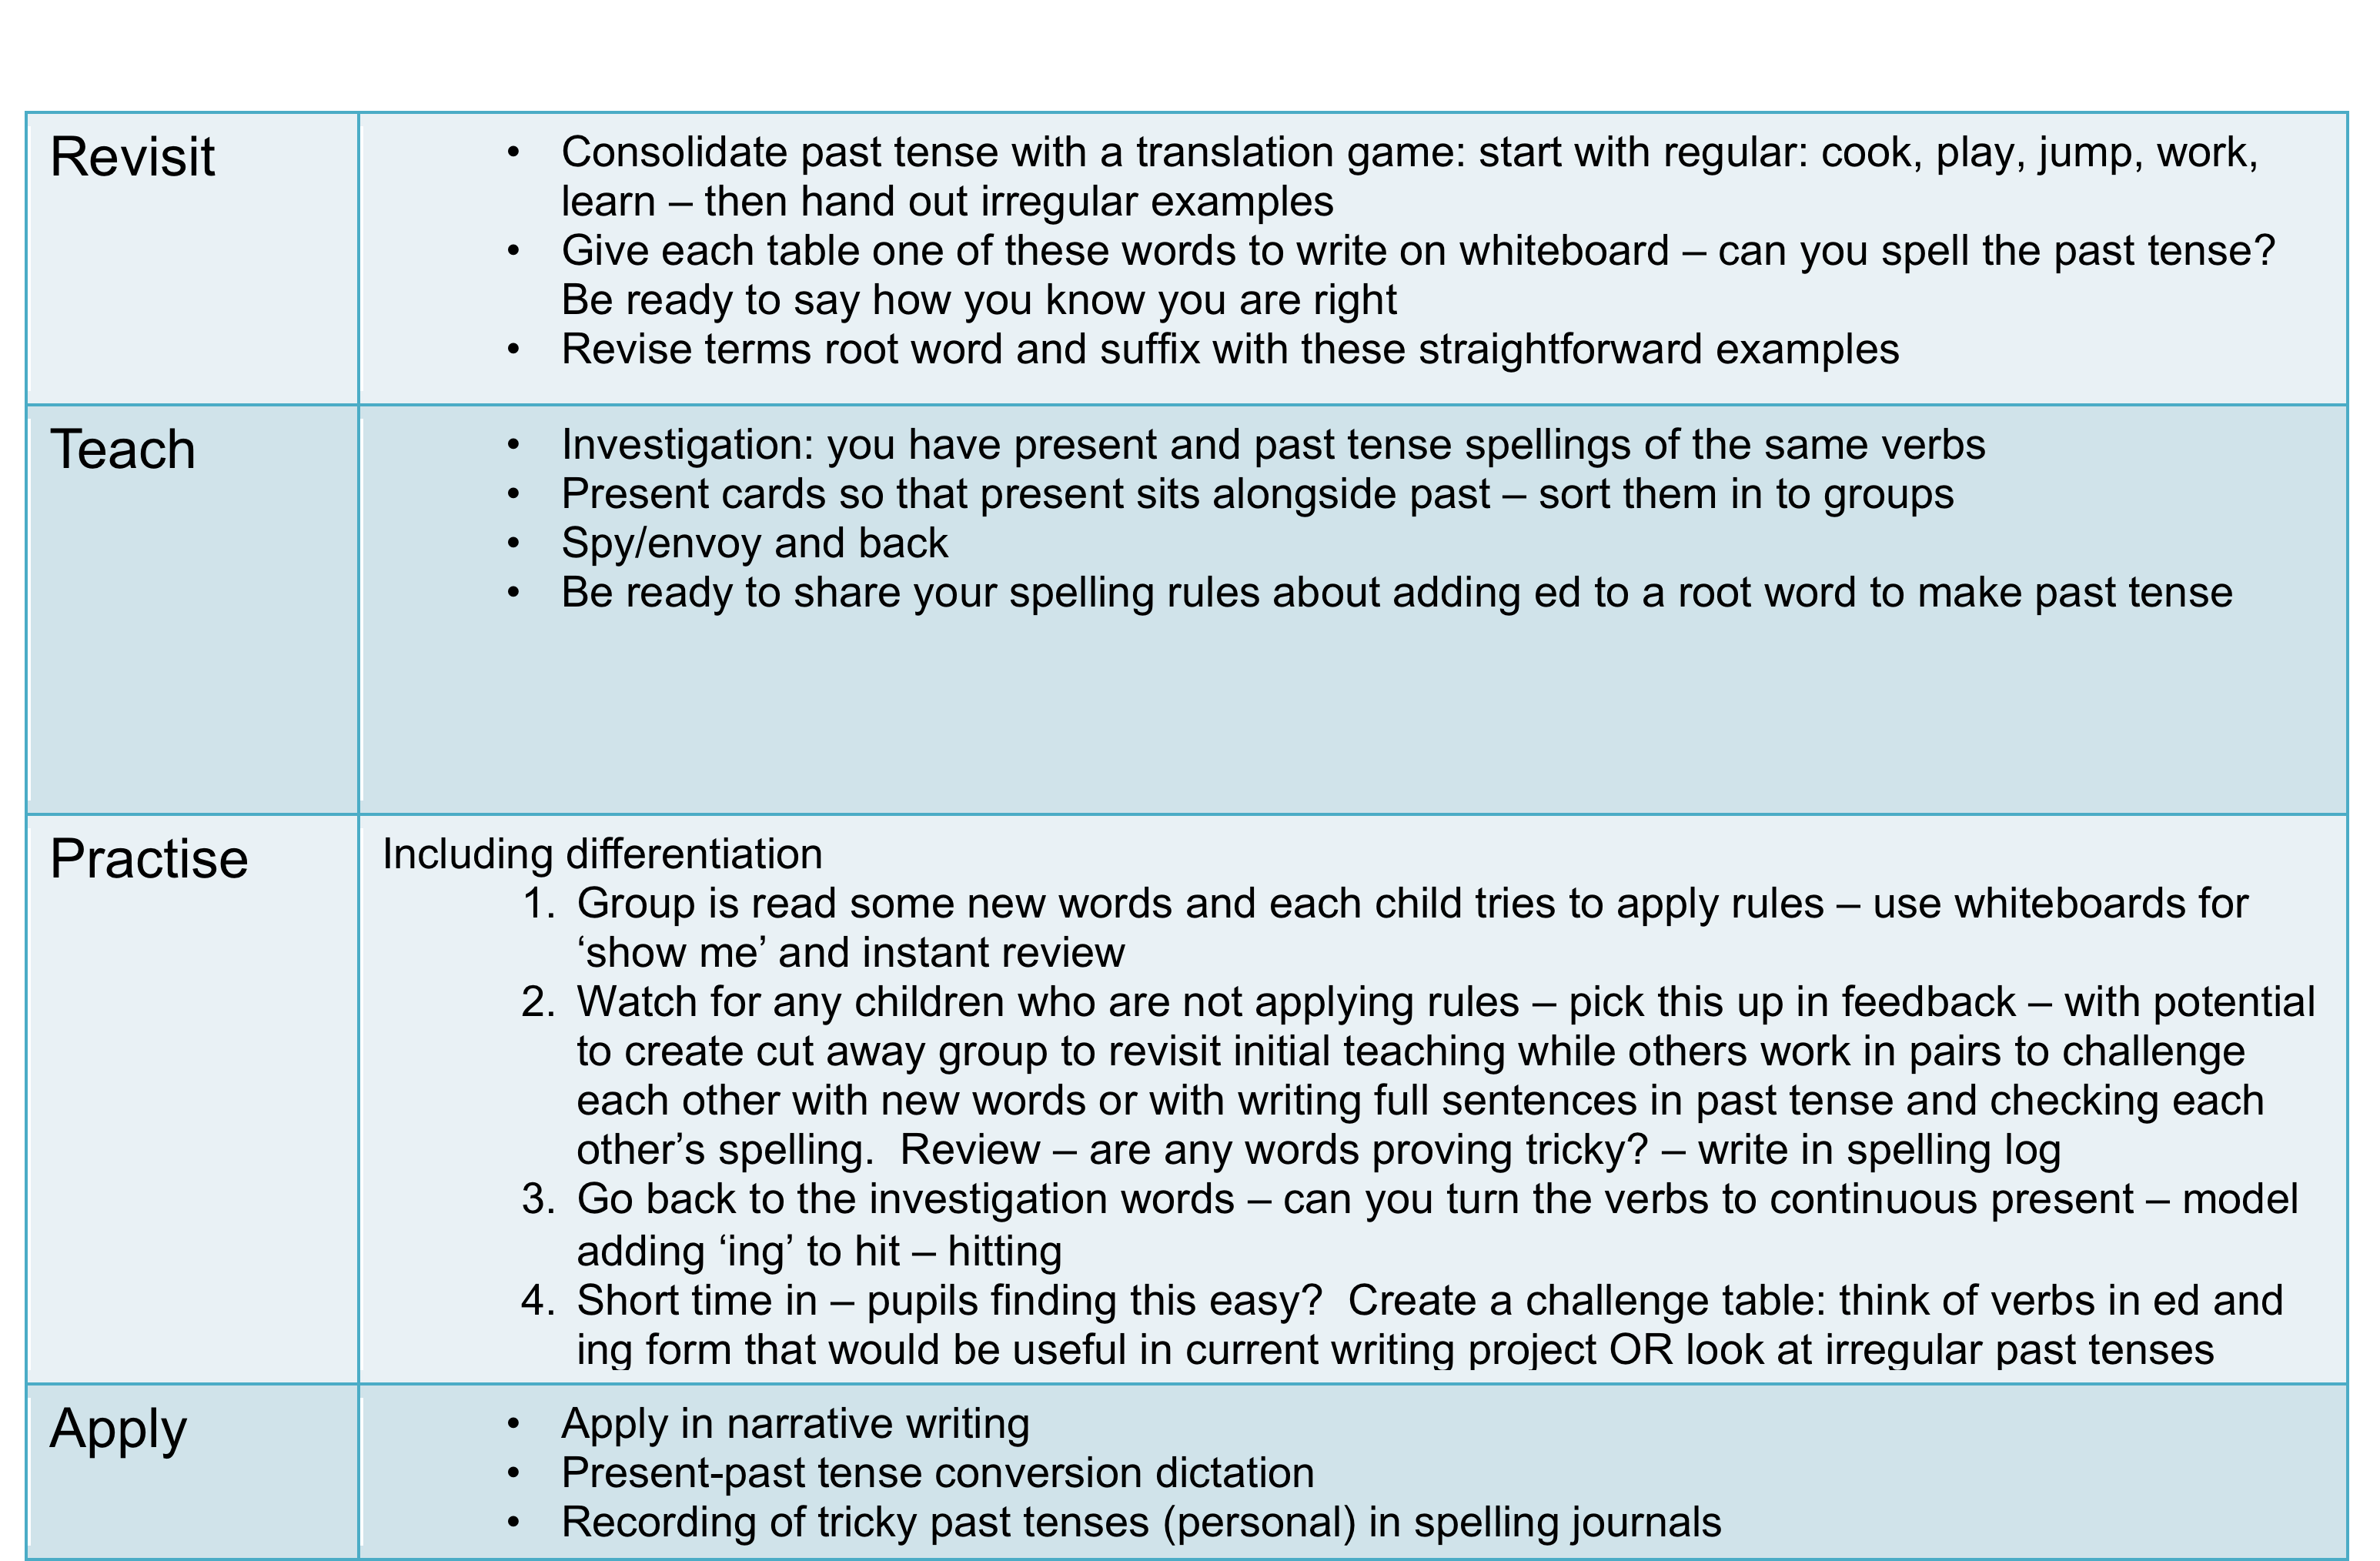 Revisit
• Consolidate past tense with a translation game: start with regular: cook, play, jump, work,
learn – then hand out irregular examples
• Give each table one of these words to write on whiteboard – can you spell the past tense?
Be ready to say how you know you are right
• Revise terms root word and suffix with these straightforward examples
Teach
• Investigation: you have present and past tense spellings of the same verbs
• Present cards so that present sits alongside past – sort them in to groups
• Spy/envoy and back
• Be ready to share your spelling rules about adding ed to a root word to make past tense
Practise
Including differentiation
1. Group is read some new words and each child tries to apply rules – use whiteboards for
‘show me’ and instant review
2. Watch for any children who are not applying rules – pick this up in feedback – with potential
to create cut away group to revisit initial teaching while others work in pairs to challenge
each other with new words or with writing full sentences in past tense and checking each
other’s spelling.  Review – are any words proving tricky? – write in spelling log
3. Go back to the investigation words – can you turn the verbs to continuous present – model
adding ‘ing’ to hit – hitting
4. Short time in – pupils finding this easy?  Create a challenge table: think of verbs in ed and
ing form that would be useful in current writing project OR look at irregular past tenses
Apply
• Apply in narrative writing
• Present-past tense conversion dictation
• Recording of tricky past tenses (personal) in spelling journals